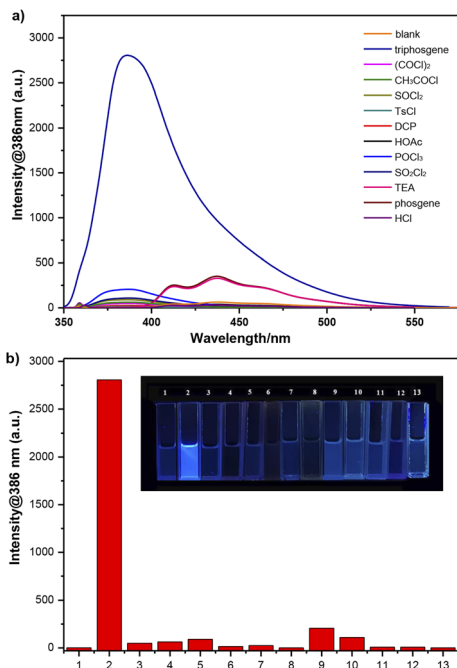 a)
3000
2500
2000
1500
1000
500
0
Intensity@386nm (a.u.)
blank
triphosgene
(COCl)₂
CH₃COCl
SOCl₂
TsCl
DCP
HOAc
POCl₃
SO₂Cl₂
TEA
phosgene
HCl
350 400 450 500 550
Wavelength/nm
b)
3000
2500
2000
1500
1000
500
0
Intensity@386 nm (a.u.)
1 2 3 4 5 6 7 8 9 10 11 12 13
1 2 3 4 5 6 7 8 9 10 11 12 13